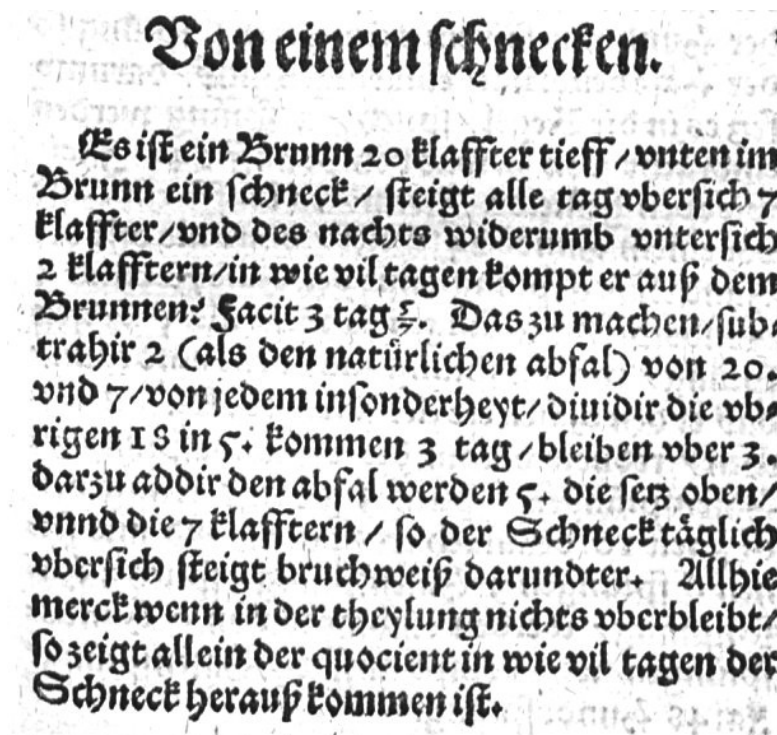 Von einem schnecken.
Es ist ein Brunn 20 klaffter tieff / vnten im
Brunn ein schneck / steigt alle tag vbersich 7
klaffter / vnd des nachts widerumb vntersich
2 klafftern / in wie vil tagen kompt er auß dem
Brunnen? Facit 3 tag 5/7. Das zu machen / sub-
trahir 2 (als den natürlichen abfal) von 20.
vnd 7 / von jedem insonderheyt / diuidir die vb-
rigen 18 in 5. kommen 3 tag / bleiben vber 3.
darzu addir den abfal werden 5. die setz oben /
vnnd die 7 klafftern / so der Schneck täglich
vbersich steigt bruchweiß darundter. Allhie
merck wenn in der theylung nichts vberbleibt /
so zeigt allein der quocient in wie vil tagen der
Schneck herauß kommen ist.